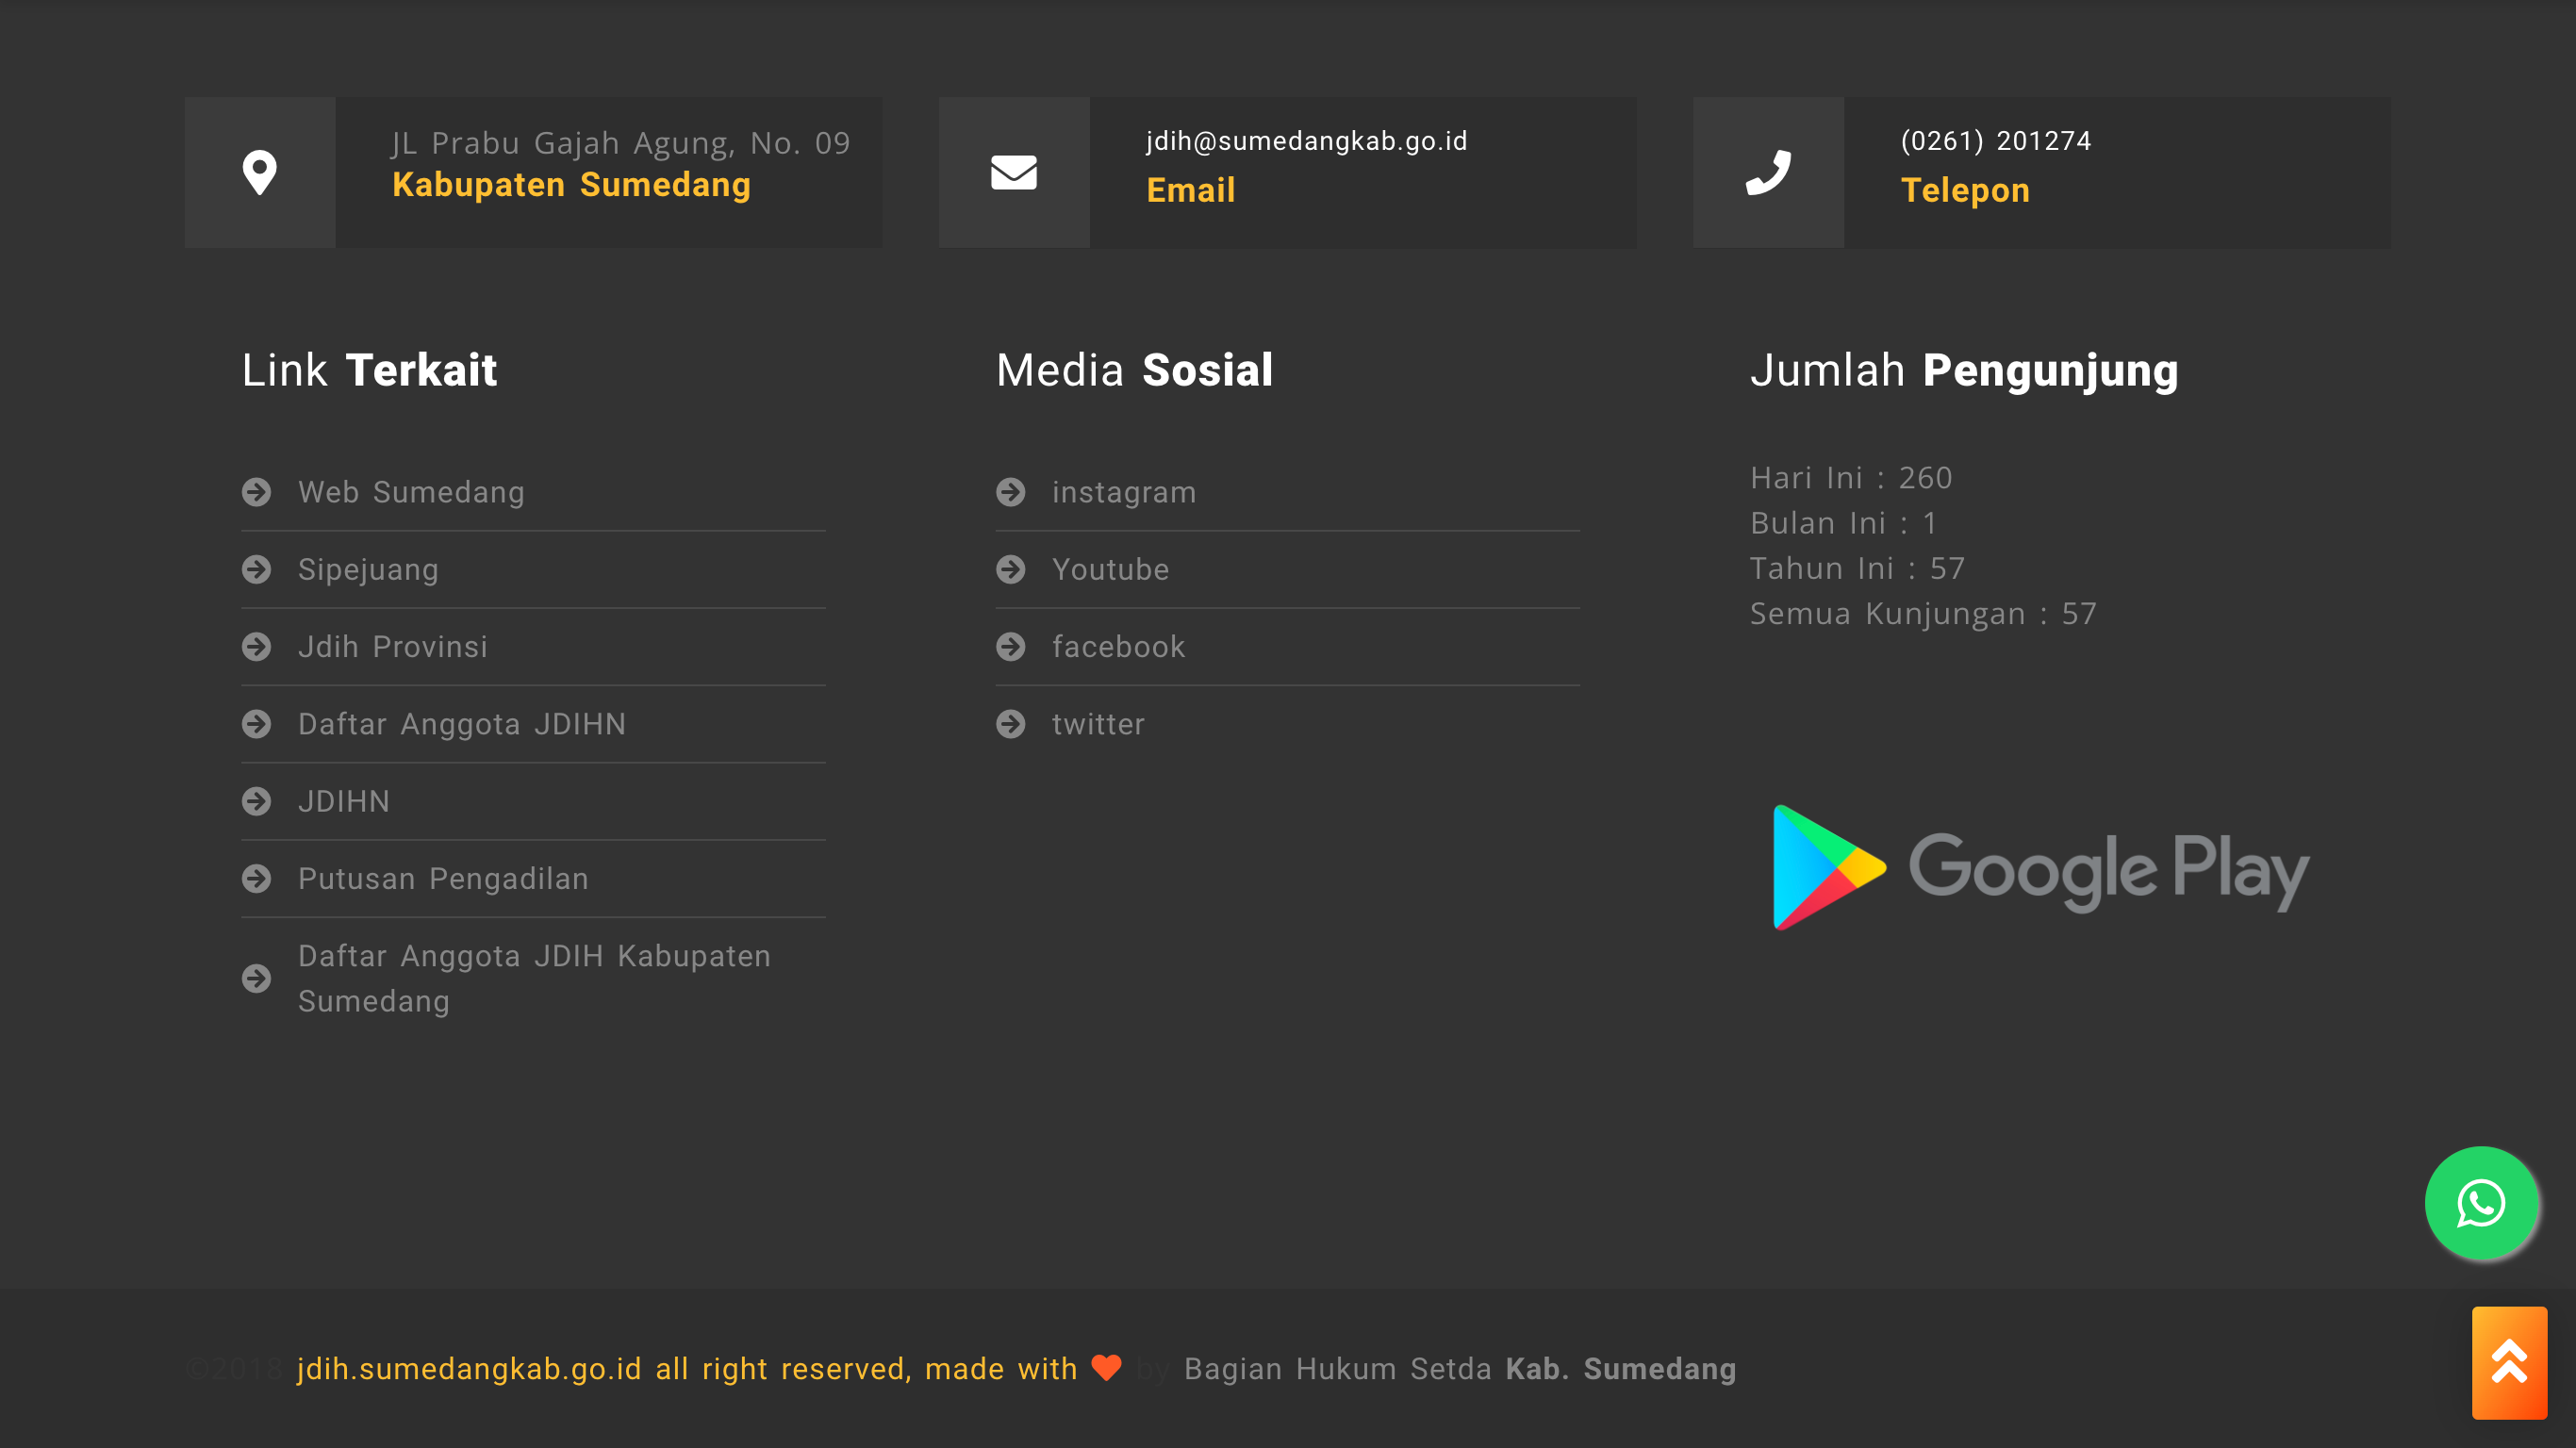 JL Prabu Gajah Agung, No. 09
Kabupaten Sumedang
jdih@sumedangkab.go.id
Email
(0261) 201274
Telepon
Link Terkait
Web Sumedang
Sipejuang
Jdih Provinsi
Daftar Anggota JDIHN
JDIHN
Putusan Pengadilan
Daftar Anggota JDIH Kabupaten
Sumedang
Media Sosial
instagram
Youtube
facebook
twitter
Jumlah Pengunjung
Hari Ini : 260
Bulan Ini : 1
Tahun Ini : 57
Semua Kunjungan : 57
Google Play
©2018 jdih.sumedangkab.go.id all right reserved, made with by Bagian Hukum Setda Kab. Sumedang